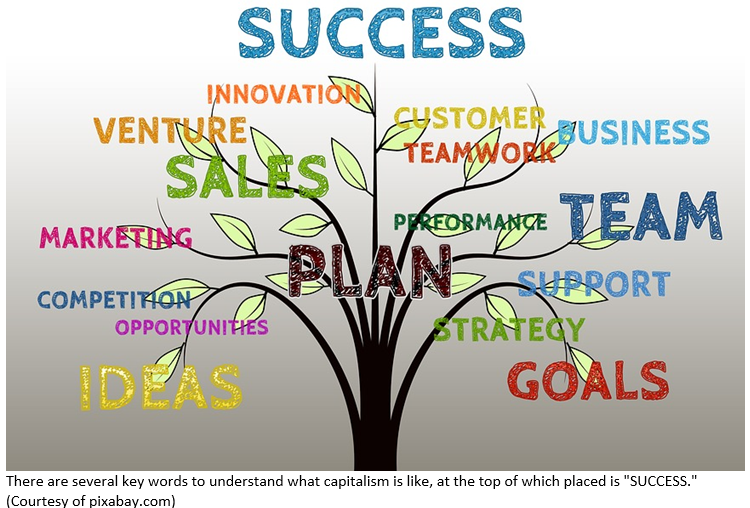 SUCCESS
INNOVATION
CUSTOMER
VENTURE
BUSINESS
TEAMWORK
SALES
TEAM
PERFORMANCE
MARKETING
PLAN
SUPPORT
COMPETITION
OPPORTUNITIES
STRATEGY
IDEAS
GOALS
There are several key words to understand what capitalism is like, at the top of which placed is "SUCCESS."
(Courtesy of pixabay.com)